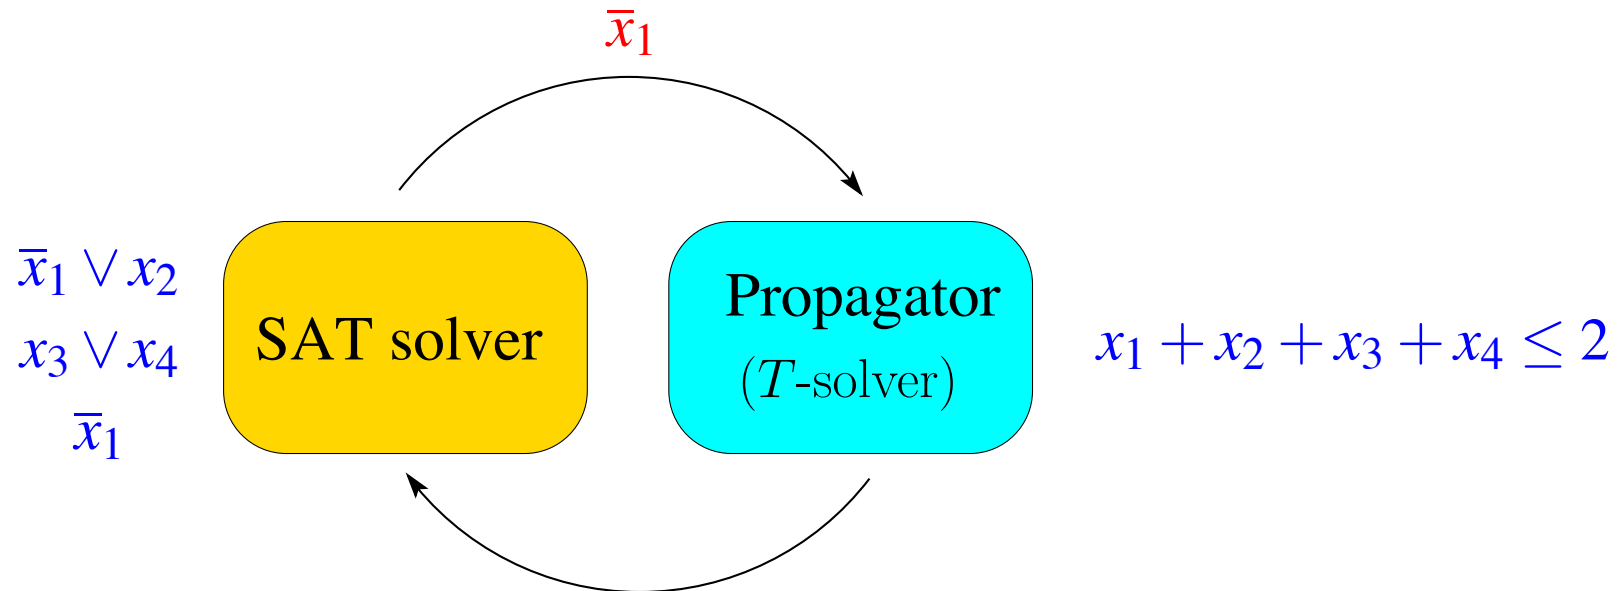 x̅₁
x̅₁ ∨ x₂
x₃ ∨ x₄
x̅₁
SAT solver
Propagator
(T-solver)
x₁ + x₂ + x₃ + x₄ ≤ 2